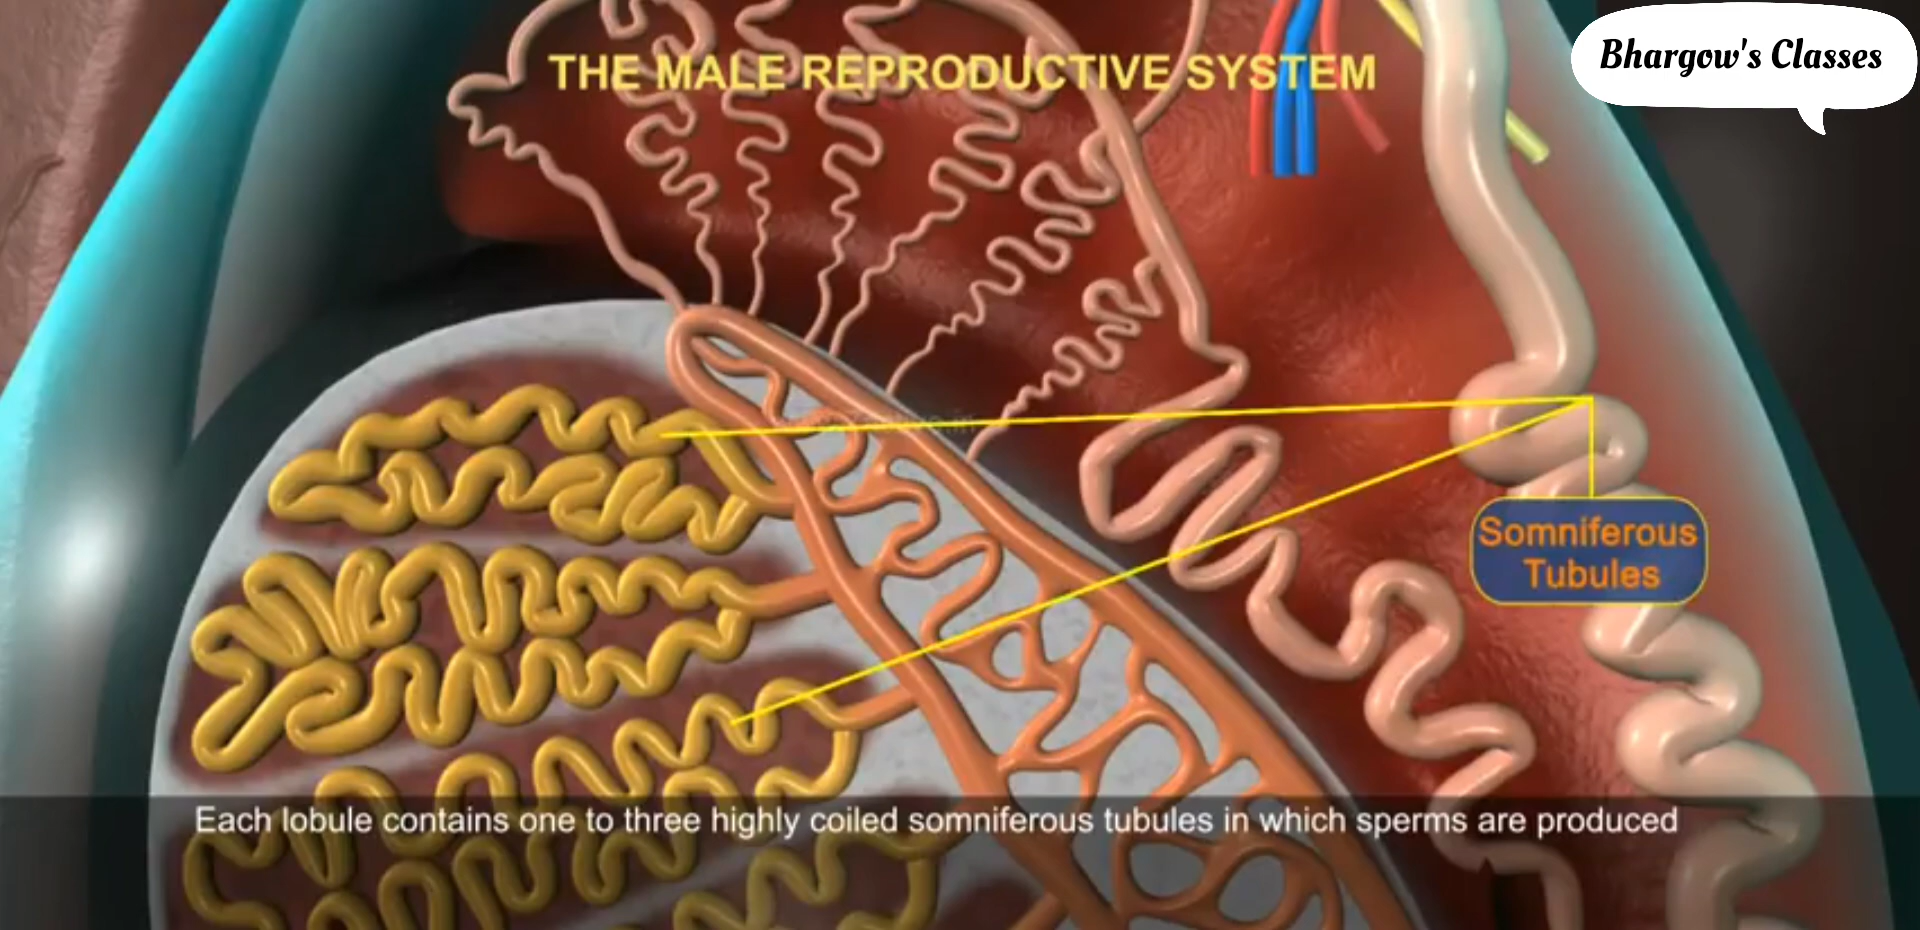 Bhargow's Classes
THE MALE REPRODUCTIVE SYSTEM
Somniferous
Tubules
Each lobule contains one to three highly coiled somniferous tubules in which sperms are produced